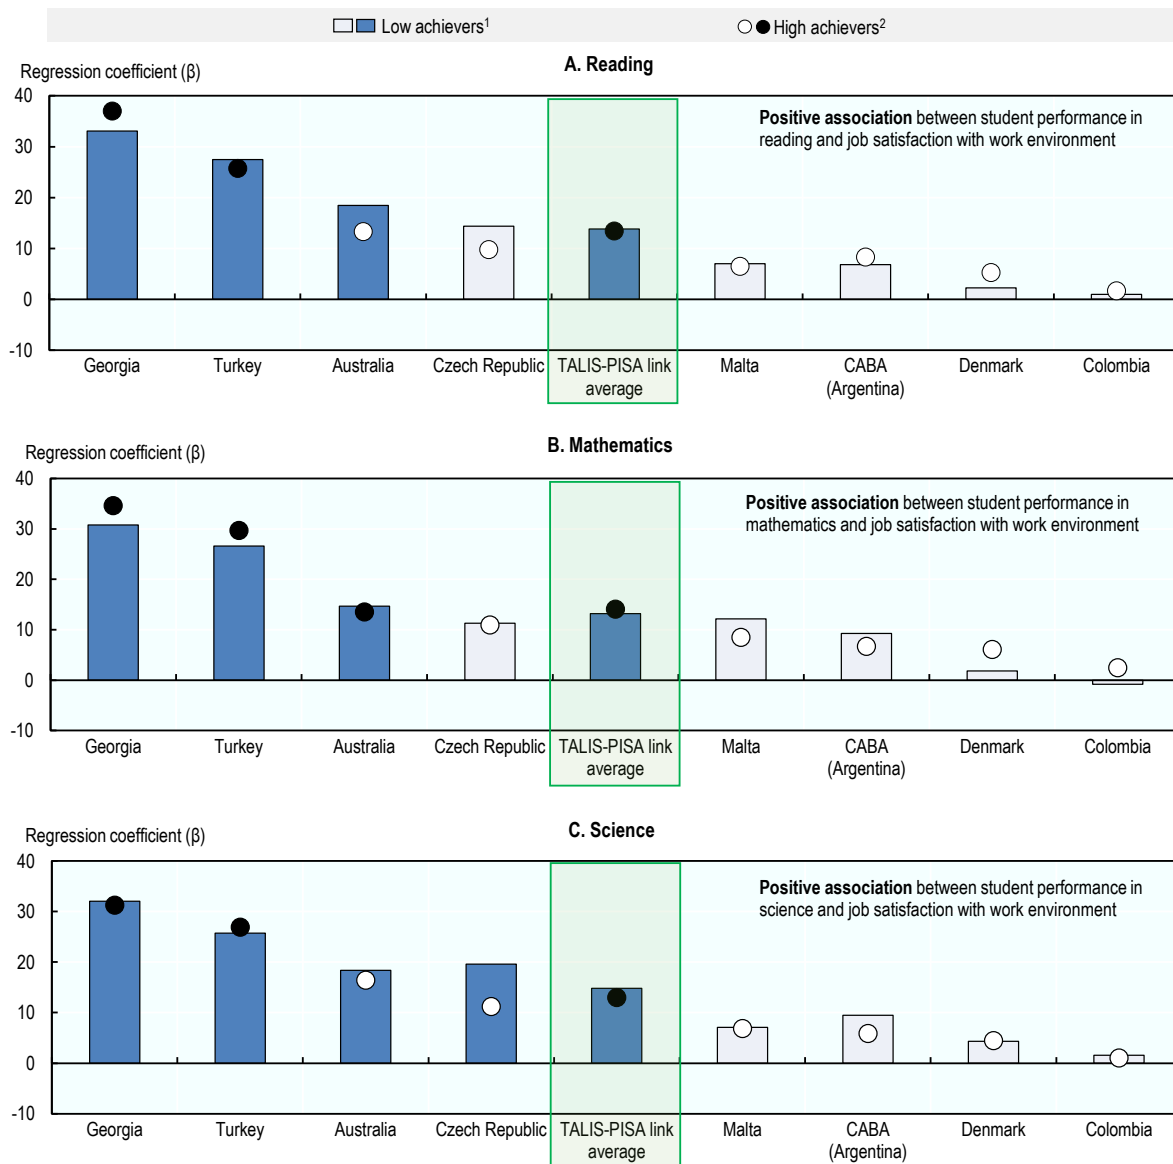 Low achievers1
High achievers2
A. Reading
Regression coefficient (β)
40
30
20
10
0
-10
Positive association between student performance in
reading and job satisfaction with work environment
Georgia
Turkey
Australia
Czech Republic
TALIS-PISA link
average
Malta
CABA
(Argentina)
Denmark
Colombia
B. Mathematics
Regression coefficient (β)
40
30
20
10
0
-10
Positive association between student performance in
mathematics and job satisfaction with work environment
Georgia
Turkey
Australia
Czech Republic
TALIS-PISA link
average
Malta
CABA
(Argentina)
Denmark
Colombia
C. Science
Regression coefficient (β)
40
30
20
10
0
-10
Positive association between student performance in
science and job satisfaction with work environment
Georgia
Turkey
Australia
Czech Republic
TALIS-PISA link
average
Malta
CABA
(Argentina)
Denmark
Colombia